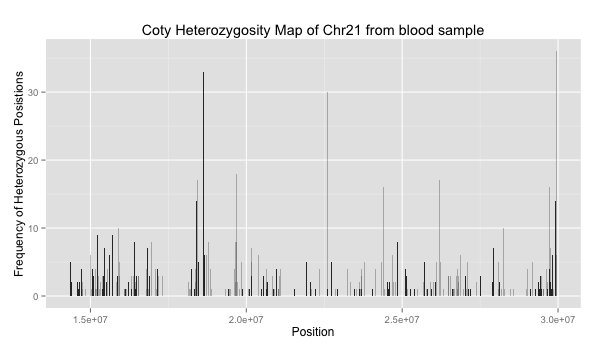 Coty Heterozygosity Map of Chr21 from blood sample
Frequency of Heterozygous Posistions
30
20
10
0
1.5e+07 2.0e+07 2.5e+07 3.0e+07
Position